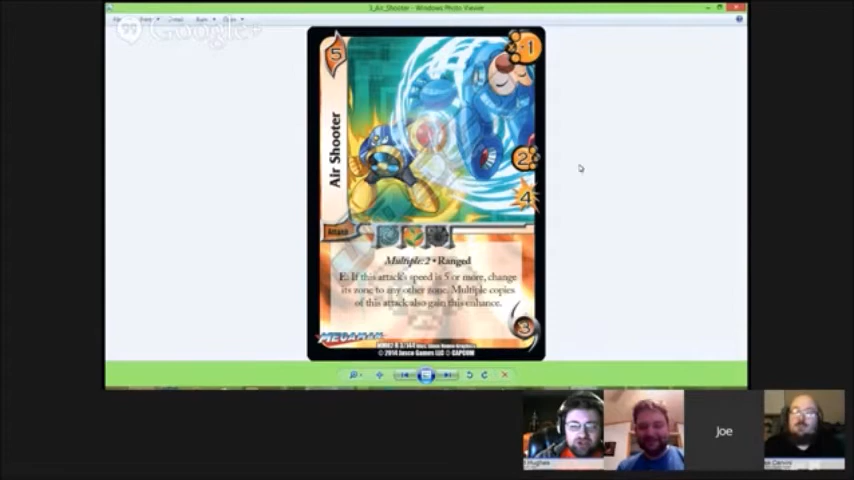 3_Air_Shooter - Windows Photo Viewer
Google+
5
+1
Air Shooter
2
4
Attack
Multiple: 2 • Ranged
E: If this attack's speed is 5 or more, change
its zone to any other zone. Multiple copies
of this attack also gain this enhance.
3
MEGAMAN
© 2014 Jasco Games LLC © CAPCOM
Joe
Hughes